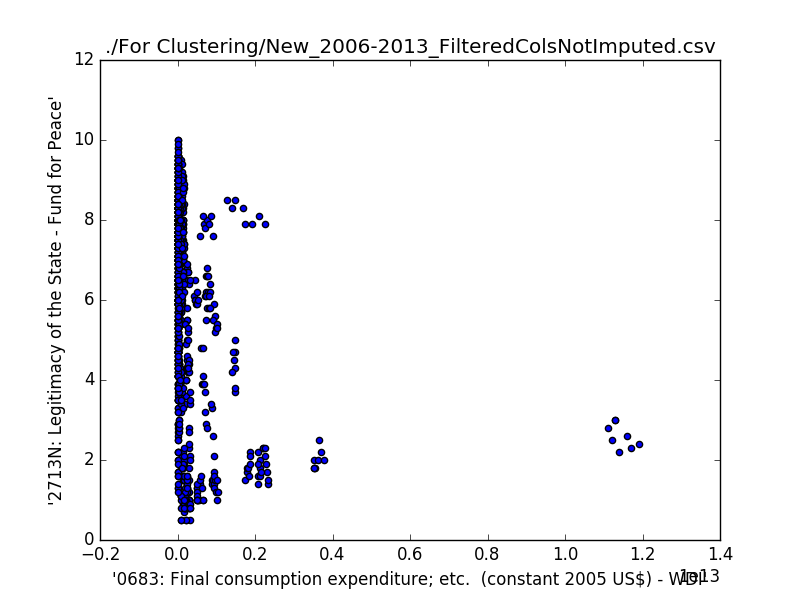 ./For Clustering/New_2006-2013_FilteredColsNotImputed.csv
12
10
8
6
4
2
0
'2713N: Legitimacy of the State - Fund for Peace'
−0.2 0.0 0.2 0.4 0.6 0.8 1.0 1.2 1.4
1e13
'0683: Final consumption expenditure; etc. (constant 2005 US$) - WDI'